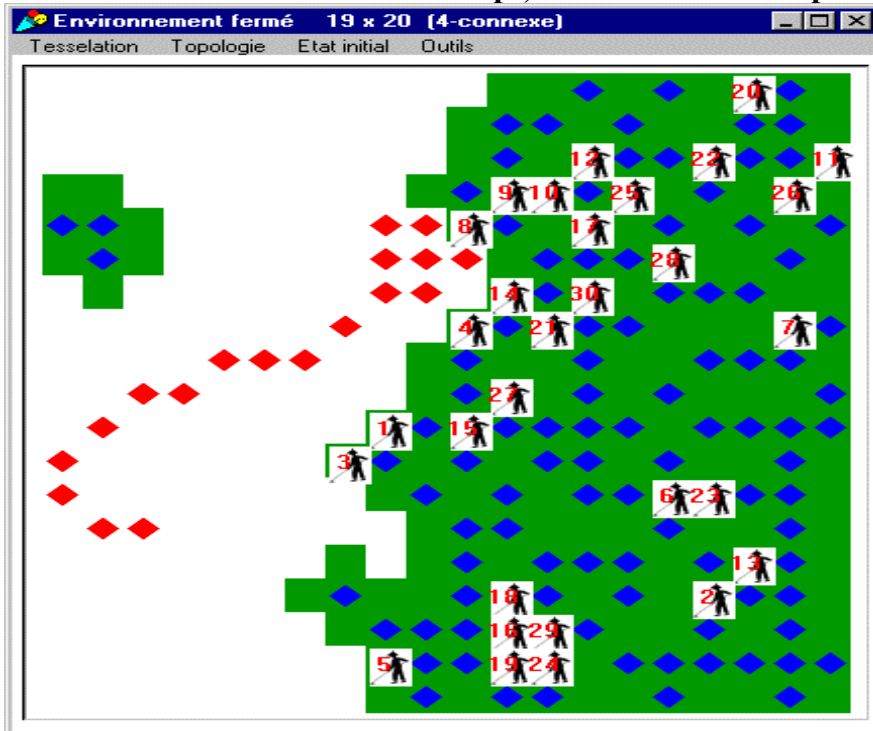 Environnement fermé 19 x 20 (4-connexe)
Tesselation Topologie Etat initial Outils
20
12 22 11
9 10 25 26
8 17
28
14 30
4 21 7
27
1 15
3
6 23
13
18 2
16 29
5 19 24